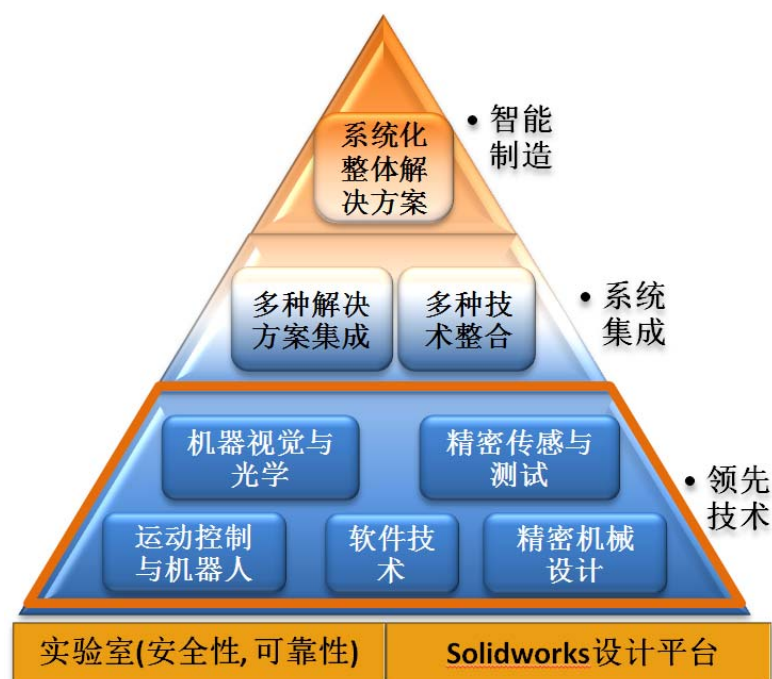 系统化
整体解
决方案
• 智能
制造
多种解决
方案集成
多种技
术整合
• 系统
集成
机器视觉与
光学
精密传感与
测试
运动控制
与机器人
软件技
术
精密机械
设计
• 领先
技术
实验室(安全性,可靠性)
Solidworks设计平台